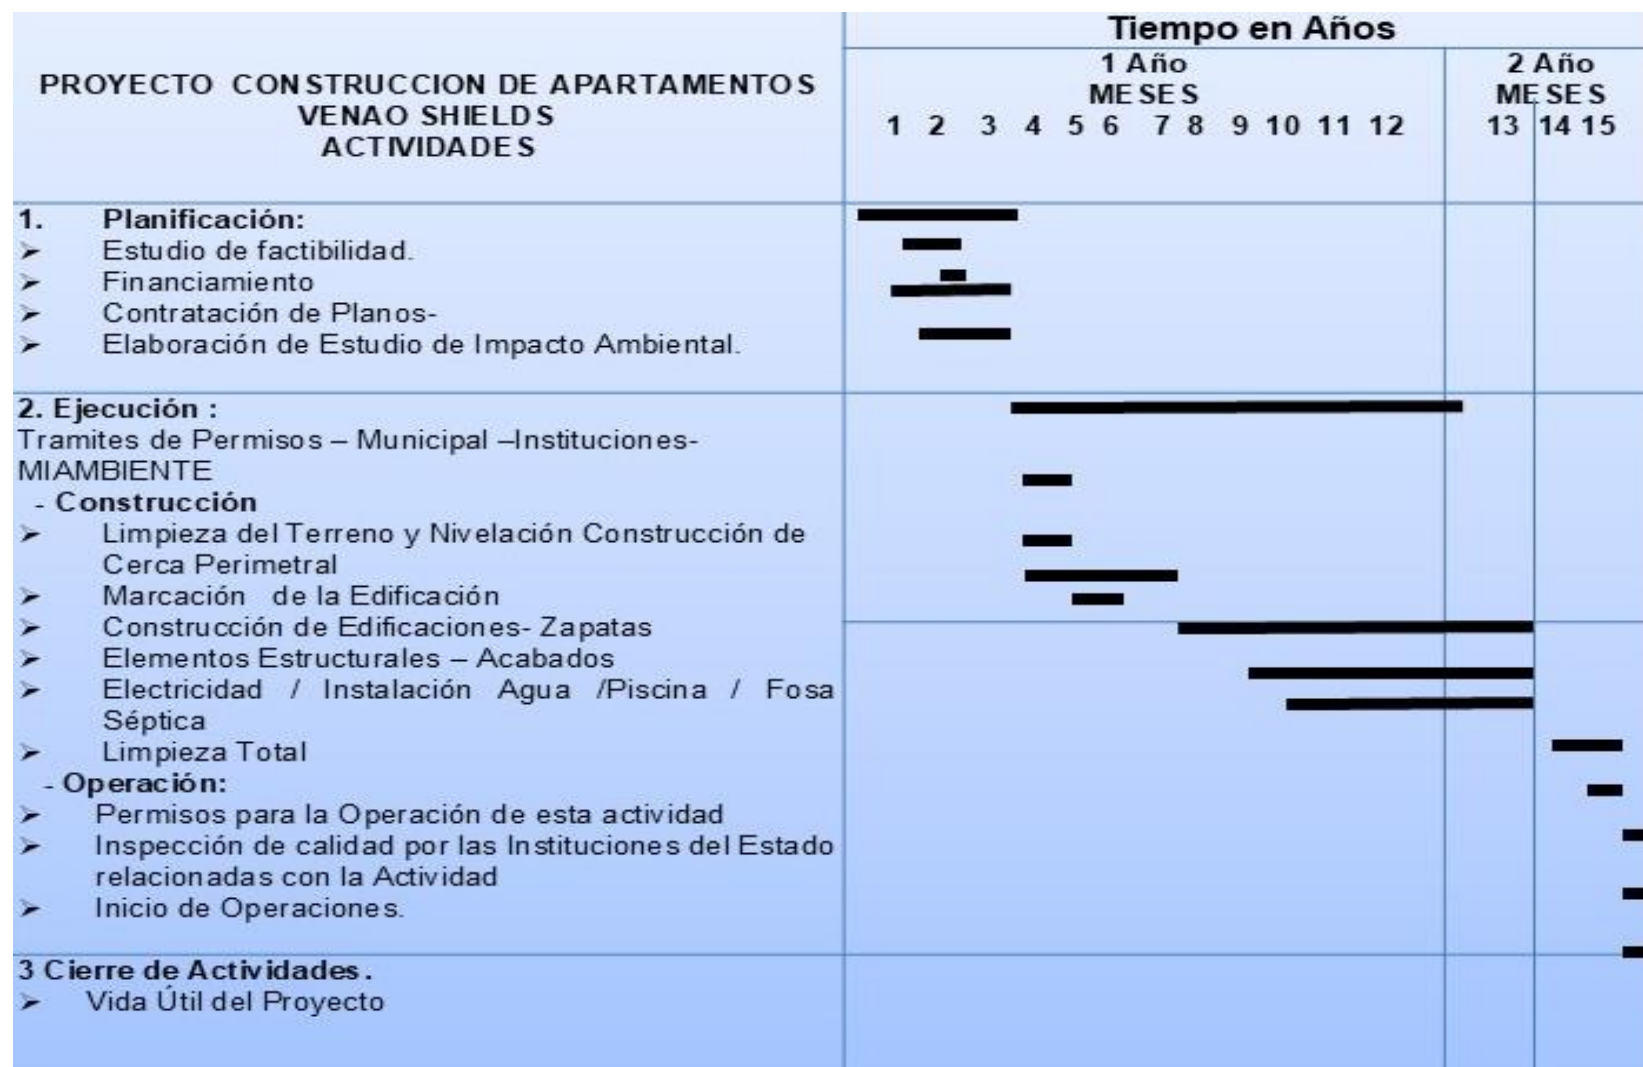 Tiempo en Años
PROYECTO CONSTRUCCION DE APARTAMENTOS
VENAO SHIELDS
ACTIVIDADES
1 Año
MESES
1 2 3 4 5 6 7 8 9 10 11 12
2 Año
MESES
13 14 15
1. Planificación:
➢ Estudio de factibilidad.
➢ Financiamiento
➢ Contratación de Planos-
➢ Elaboración de Estudio de Impacto Ambiental.
2. Ejecución :
Tramites de Permisos – Municipal –Instituciones-
MIAMBIENTE
- Construcción
➢ Limpieza del Terreno y Nivelación Construcción de
Cerca Perimetral
➢ Marcación de la Edificación
➢ Construcción de Edificaciones- Zapatas
➢ Elementos Estructurales – Acabados
➢ Electricidad / Instalación Agua /Piscina / Fosa
Séptica
➢ Limpieza Total
- Operación:
➢ Permisos para la Operación de esta actividad
➢ Inspección de calidad por las Instituciones del Estado
relacionadas con la Actividad
➢ Inicio de Operaciones.
3 Cierre de Actividades.
➢ Vida Útil del Proyecto